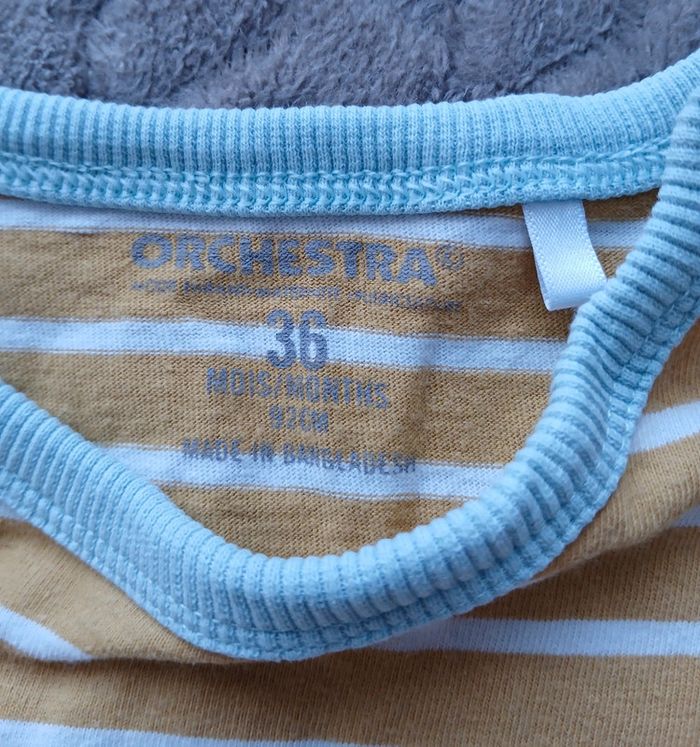 ORCHESTRA®
36
MOIS/MONTHS
92CM
MADE IN BANGLADESH